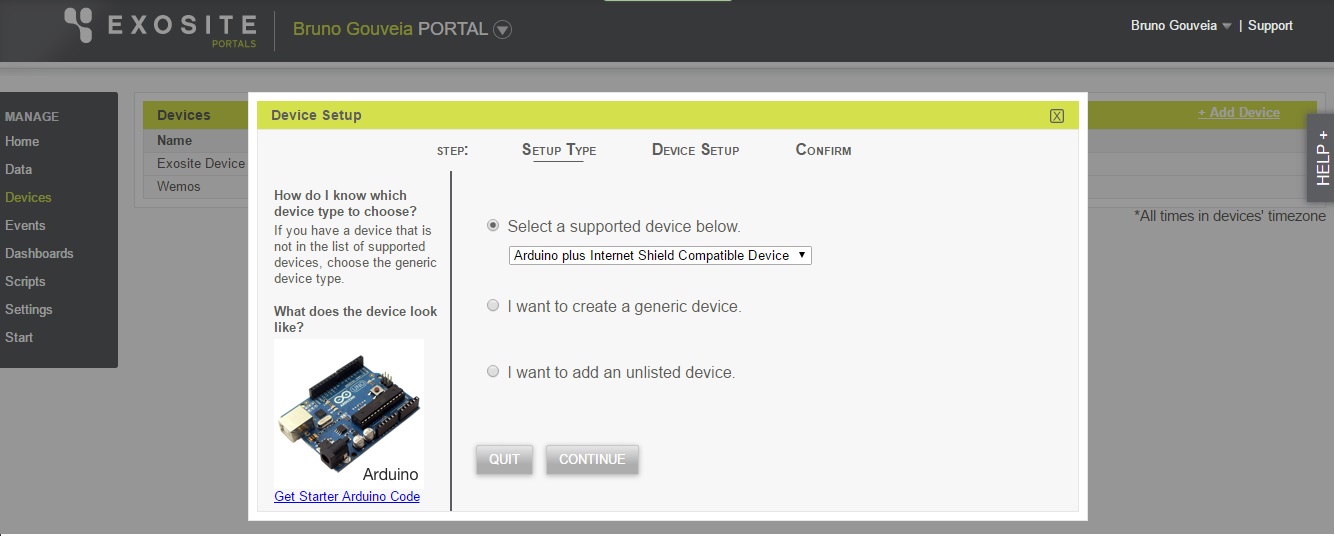 EXOSITE
PORTALS
Bruno Gouveia PORTAL
Bruno Gouveia | Support
MANAGE
Home
Data
Devices
Events
Dashboards
Scripts
Settings
Start
Devices
+ Add Device
Name
Exosite Device
Wemos
*All times in devices' timezone
HELP +
Device Setup
X
STEP: SETUP TYPE DEVICE SETUP CONFIRM
How do I know which
device type to choose?
If you have a device that is
not in the list of supported
devices, choose the generic
device type.
What does the device look
like?
UNO
Arduino
Get Starter Arduino Code
Select a supported device below.
Arduino plus Internet Shield Compatible Device
I want to create a generic device.
I want to add an unlisted device.
QUIT CONTINUE